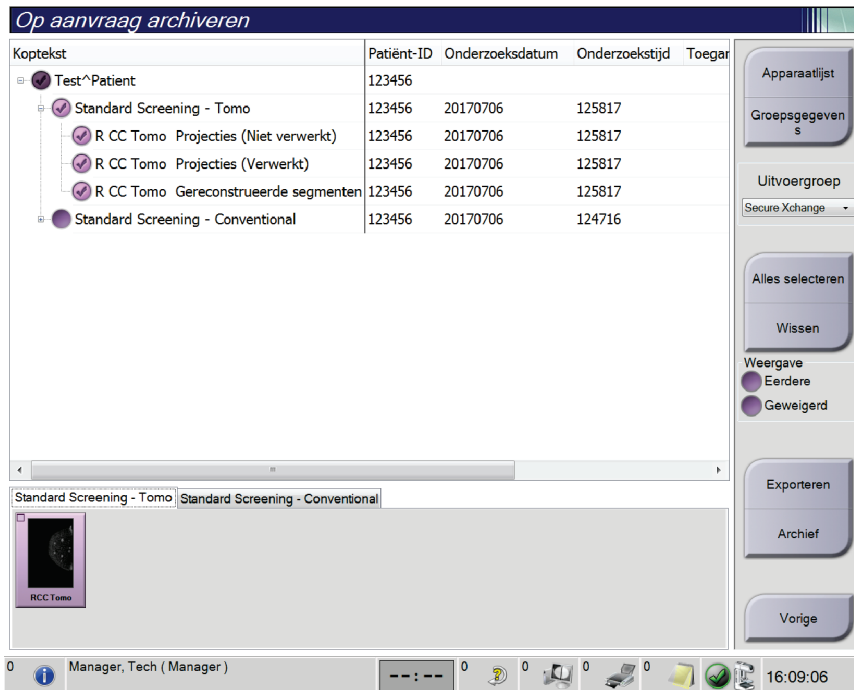 Op aanvraag archiveren
Koptekst Patiënt-ID Onderzoeksdatum Onderzoekstijd Toegar
Test^Patient 123456
Standard Screening - Tomo 123456 20170706 125817
R CC Tomo Projecties (Niet verwerkt) 123456 20170706 125817
R CC Tomo Projecties (Verwerkt) 123456 20170706 125817
R CC Tomo Gereconstrueerde segmenten 123456 20170706 125817
Standard Screening - Conventional 123456 20170706 124716
Apparaatlijst
Groepsgegeven
s
Uitvoergroep
Secure Xchange
Alles selecteren
Wissen
Weergave
Eerdere
Geweigerd
Exporteren
Archief
Vorige
Standard Screening - Tomo Standard Screening - Conventional
RCC Tomo
0 Manager, Tech ( Manager ) --:-- 0 0 0 0 16:09:06